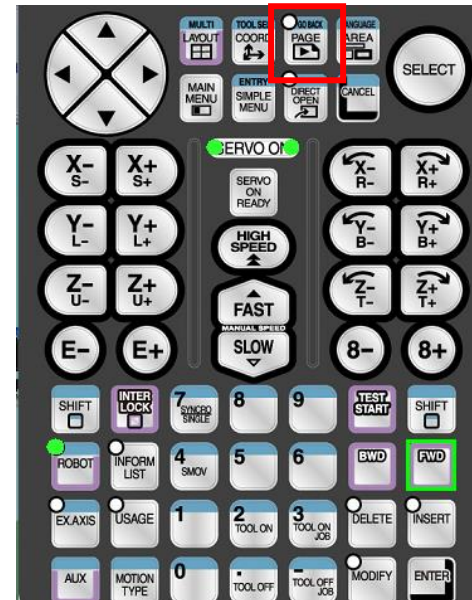 MULTI TOOL SEL GO BACK LANGUAGE
LAYOUT COORD PAGE AREA
SELECT
ENTRY
MAIN MENU SIMPLE MENU DIRECT OPEN CANCEL
SERVO ON
X- S- X+ S+ SERVO ON READY X- R- X+ R+
Y- L- Y+ L+ HIGH SPEED Y- B- Y+ B+
Z- U- Z+ U+ FAST Z- T- Z+ T+
MANUAL SPEED
E- E+ SLOW 8- 8+
SHIFT INTER LOCK 7 SYNCRO SINGLE 8 9 TEST START SHIFT
ROBOT INFORM LIST 4 SMOV 5 6 BWD FWD
EX.AXIS USAGE 1 2 TOOL ON 3 TOOL ON JOB DELETE INSERT
AUX MOTION TYPE 0 . TOOL OFF - TOOL OFF JOB MODIFY ENTER